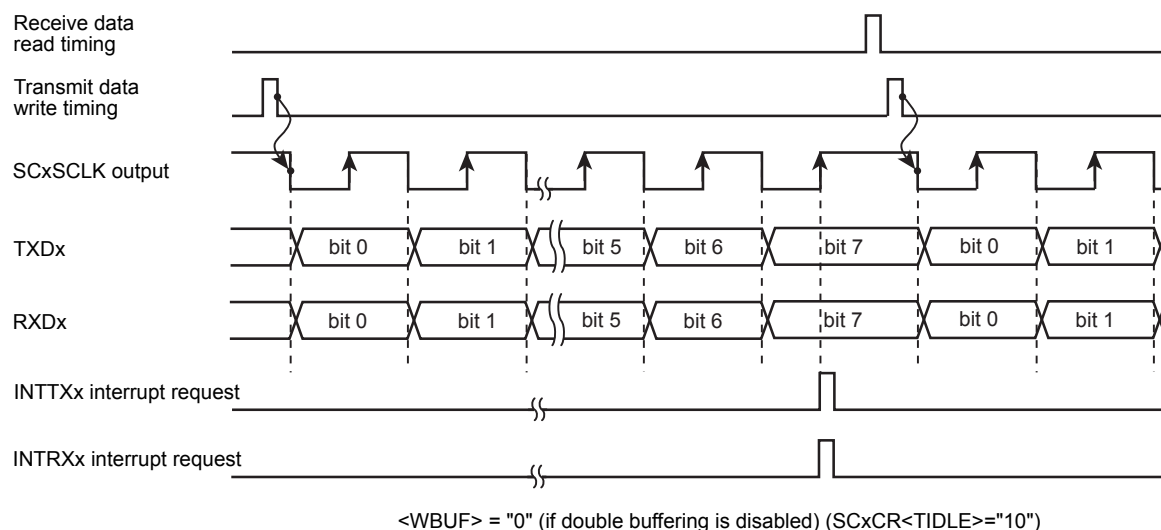 Receive data
read timing
Transmit data
write timing
SCxSCLK output
TXDx
bit 0
bit 1
bit 5
bit 6
bit 7
bit 0
bit 1
RXDx
bit 0
bit 1
bit 5
bit 6
bit 7
bit 0
bit 1
INTTXx interrupt request
INTRXx interrupt request
<WBUF> = "0" (if double buffering is disabled) (SCxCR<TIDLE>="10")